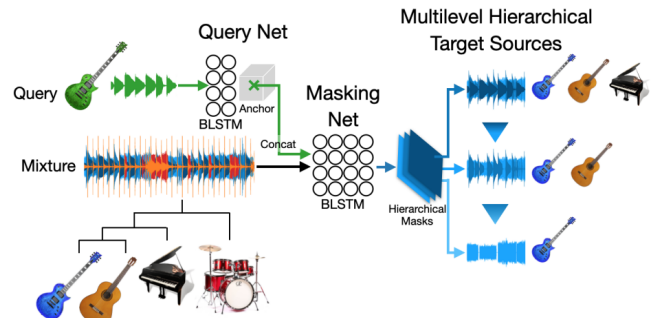 Query Net
Multilevel Hierarchical
Target Sources
Query
Anchor
BLSTM
Masking
Net
Concat
Mixture
BLSTM
Hierarchical
Masks